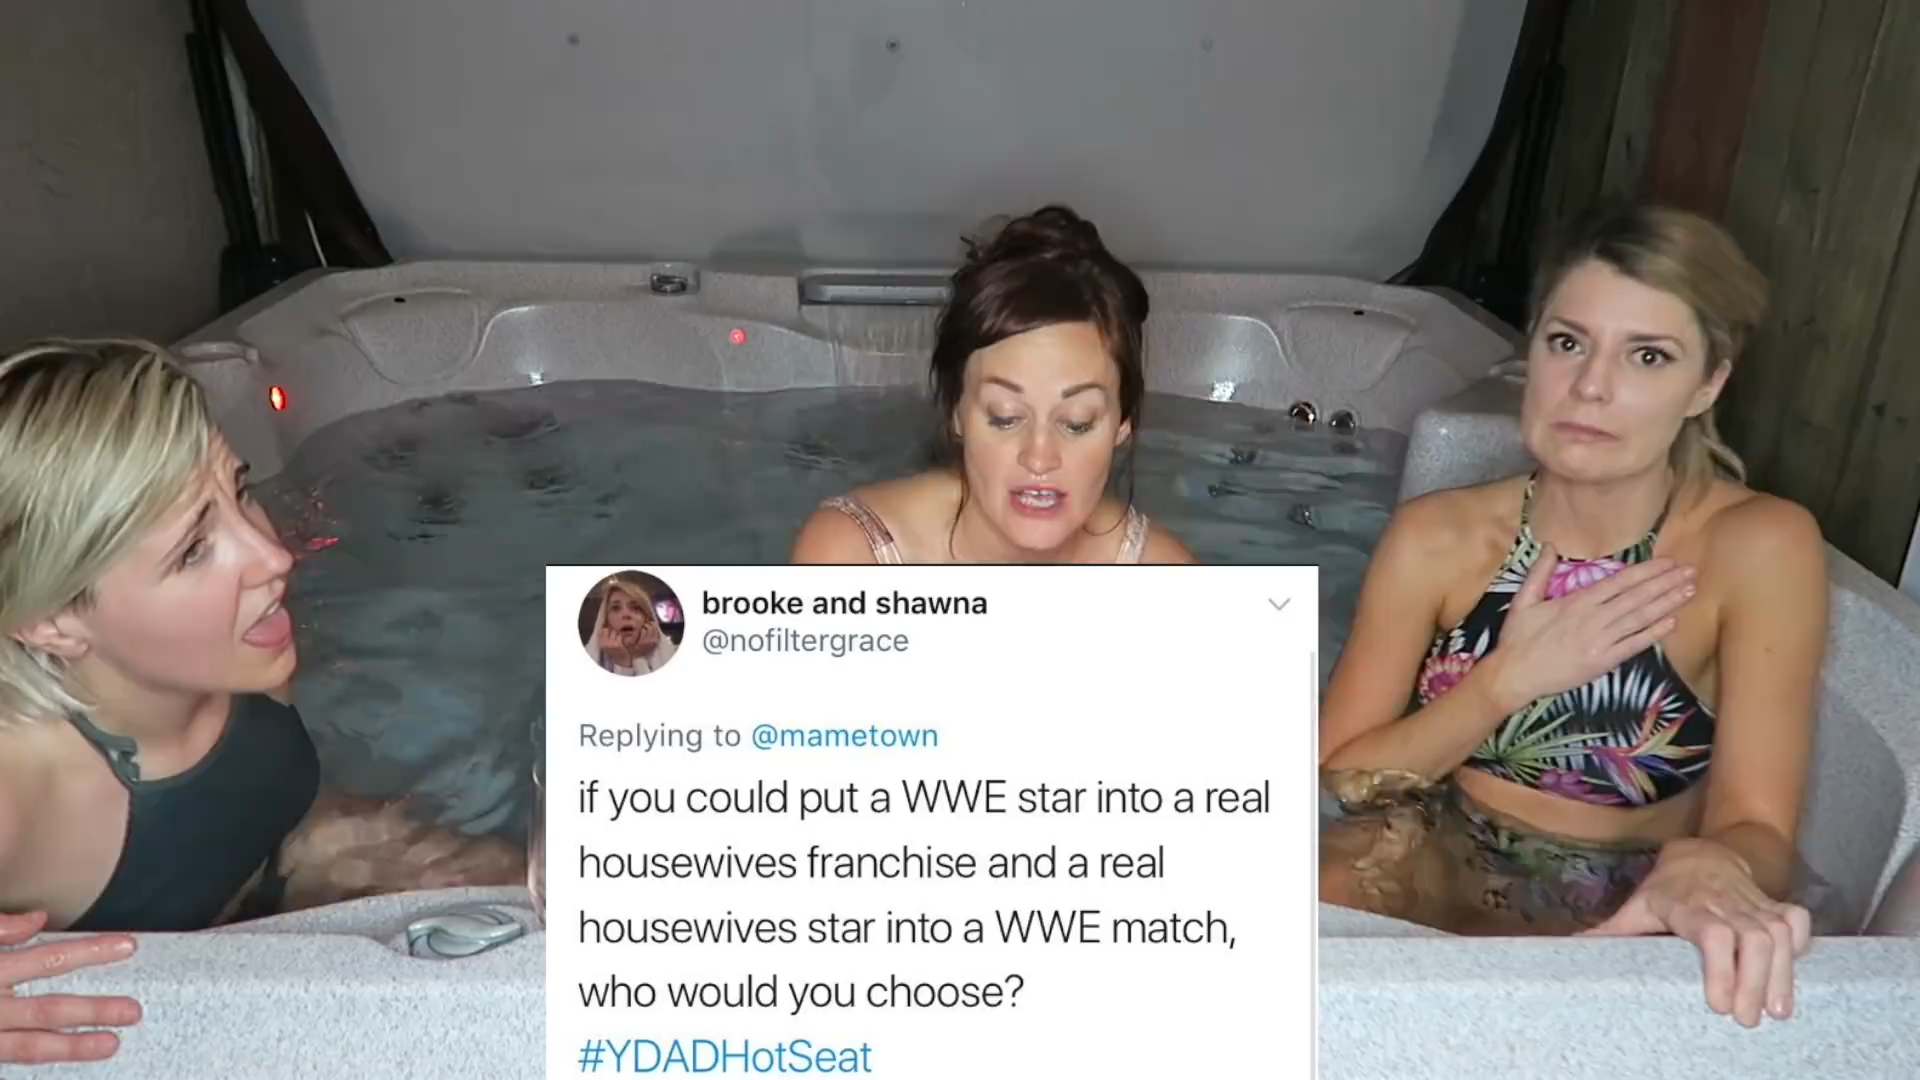 brooke and shawna
@nofiltergrace
Replying to @mametown
if you could put a WWE star into a real
housewives franchise and a real
housewives star into a WWE match,
who would you choose?
#YDADHotSeat